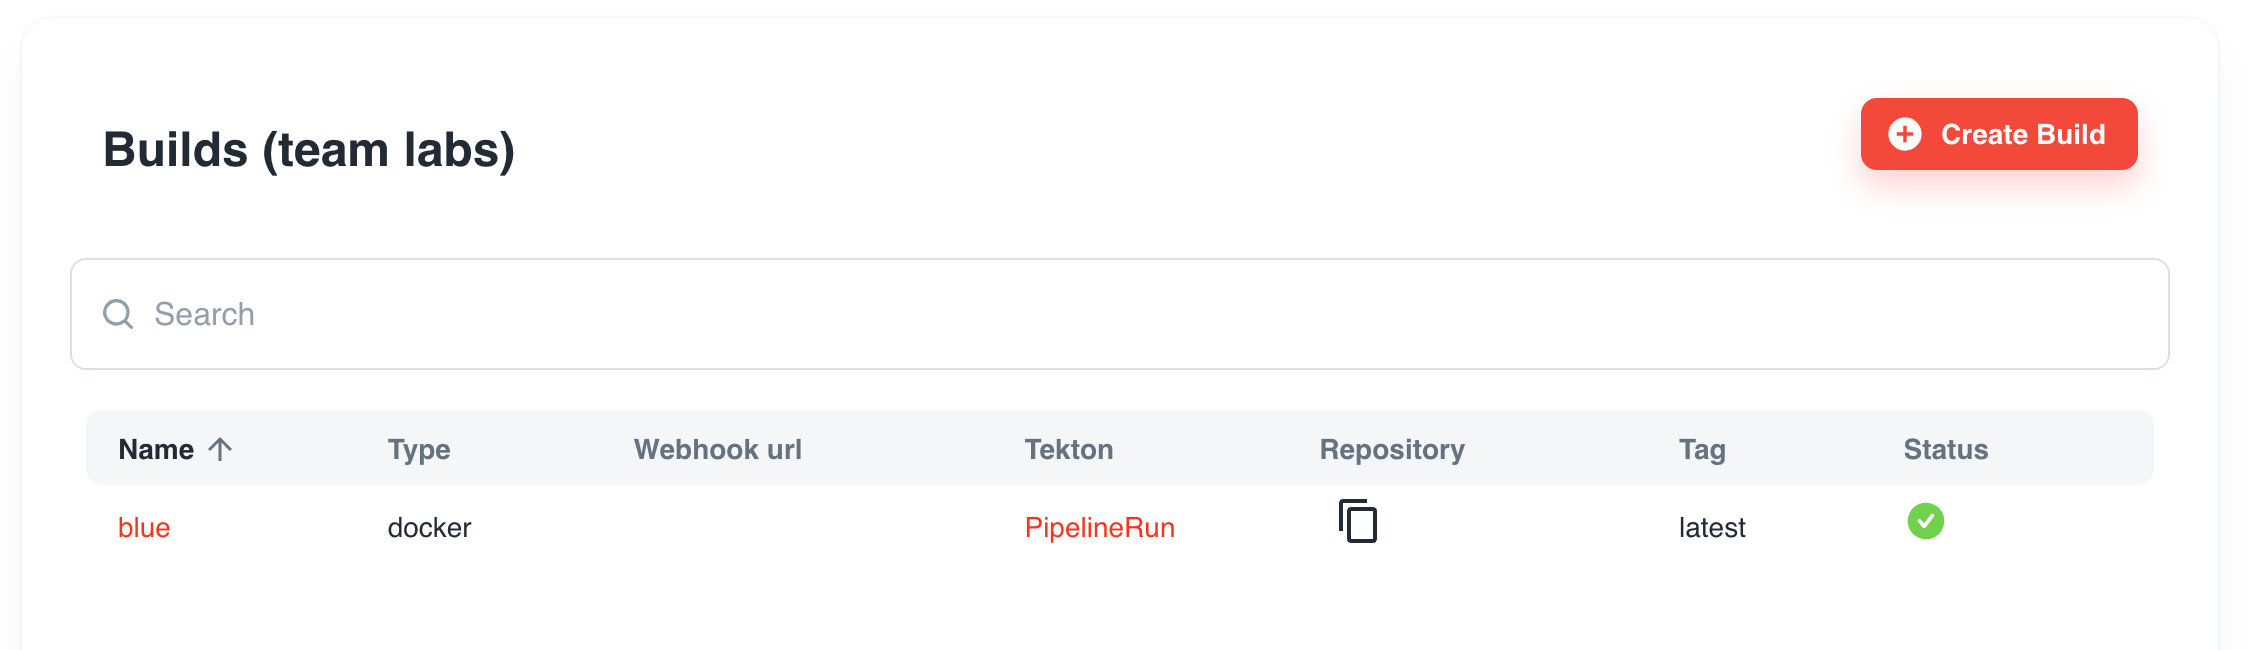 Builds (team labs)
Create Build
Search
Name Type Webhook url Tekton Repository Tag Status
blue docker PipelineRun latest